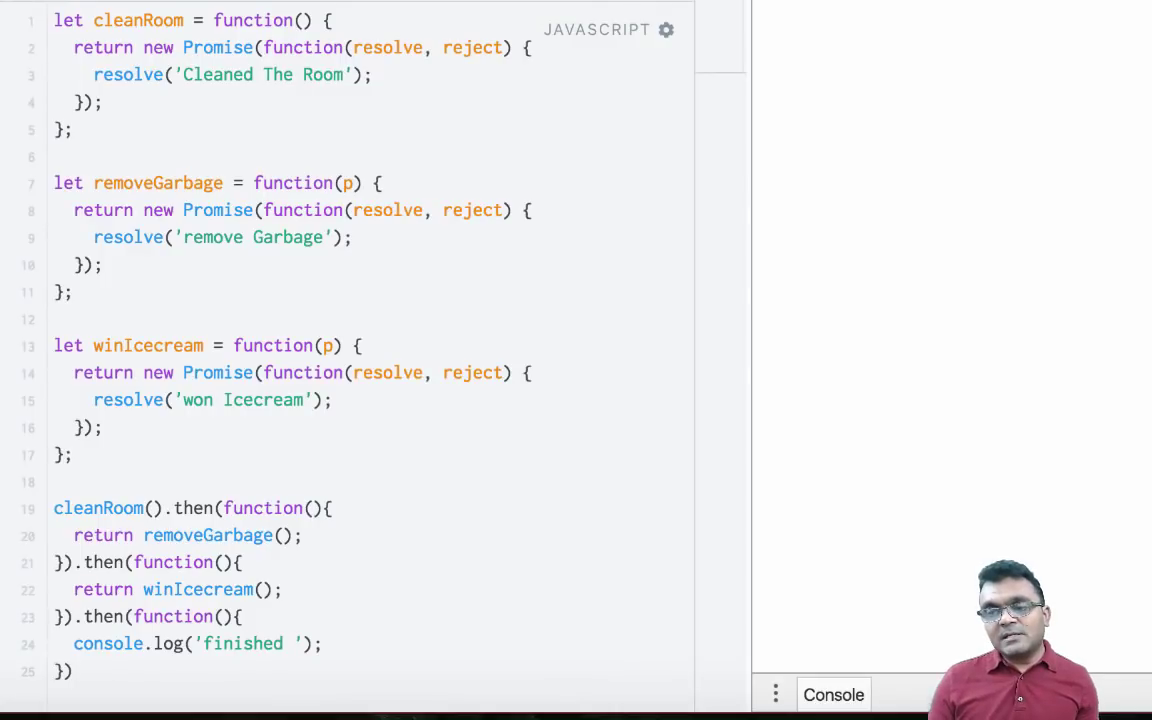 JAVASCRIPT
1 let cleanRoom = function() {
2 return new Promise(function(resolve, reject) {
3 resolve('Cleaned The Room');
4 });
5 };
6
7 let removeGarbage = function(p) {
8 return new Promise(function(resolve, reject) {
9 resolve('remove Garbage');
10 });
11 };
12
13 let winIcecream = function(p) {
14 return new Promise(function(resolve, reject) {
15 resolve('won Icecream');
16 });
17 };
18
19 cleanRoom().then(function(){
20 return removeGarbage();
21 }).then(function(){
22 return winIcecream();
23 }).then(function(){
24 console.log('finished ');
25 })
Console